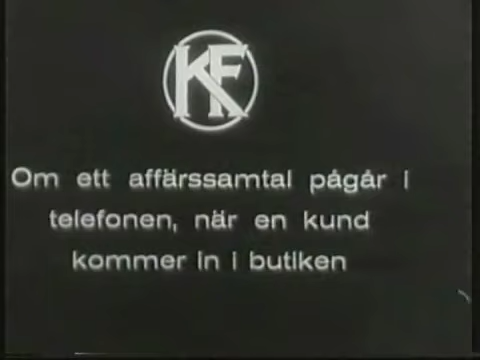 KF
Om ett affärssamtal pågår i
telefonen, när en kund
kommer in i butiken